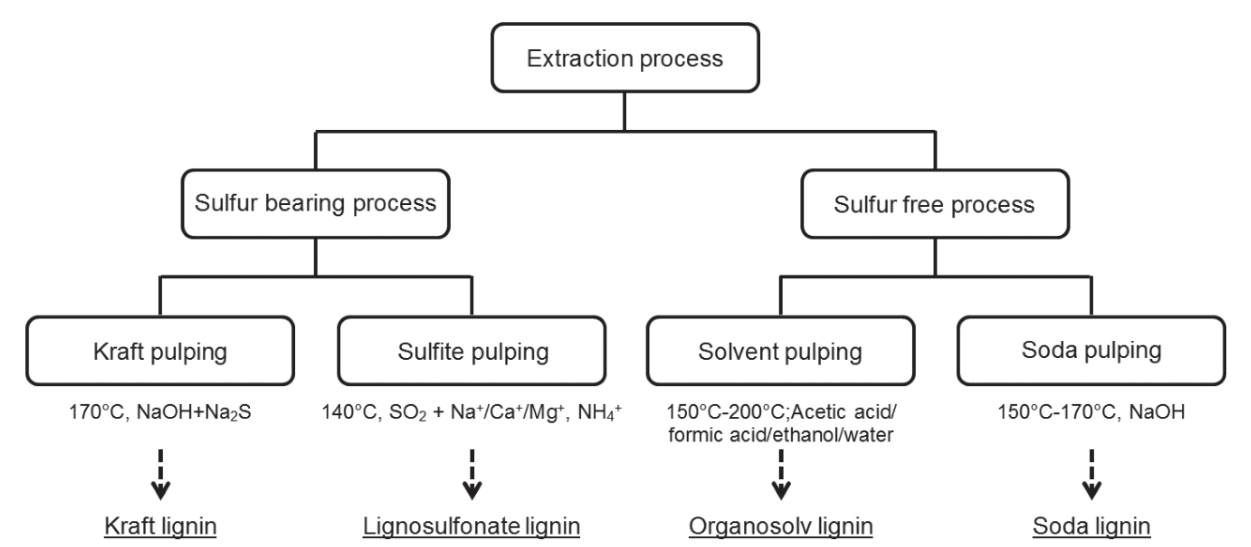 Extraction process
Sulfur bearing process
Sulfur free process
Kraft pulping
Sulfite pulping
Solvent pulping
Soda pulping
170°C, NaOH+Na₂S
140°C, SO₂ + Na⁺/Ca⁺/Mg⁺, NH₄⁺
150°C-200°C;Acetic acid/
formic acid/ethanol/water
150°C-170°C, NaOH
Kraft lignin
Lignosulfonate lignin
Organosolv lignin
Soda lignin